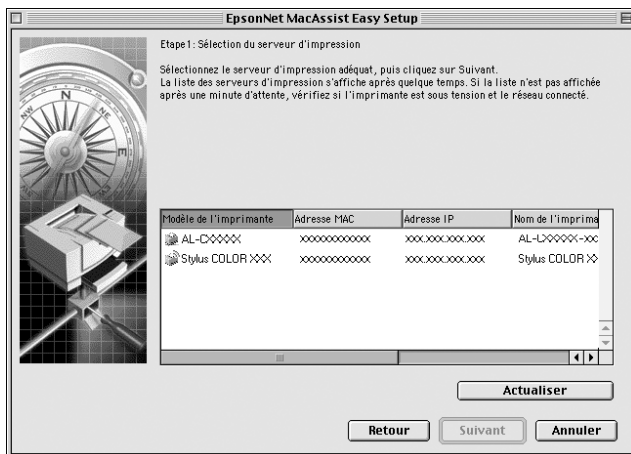 EpsonNet MacAssist Easy Setup
Etape1: Sélection du serveur d'impression
Sélectionnez le serveur d'impression adéquat, puis cliquez sur Suivant.
La liste des serveurs d'impression s'affiche après quelque temps. Si la liste n'est pas affichée
après une minute d'attente, vérifiez si l'imprimante est sous tension et le réseau connecté.
N
NE
E
Modèle de l'imprimante Adresse MAC Adresse IP Nom de l'imprima
AL-CXXXXX XXXXXXXXXXXX XXX.XXX.XXX.XXX AL-CXXXXX-XXX
Stylus COLOR XXX XXXXXXXXXXXX XXX.XXX.XXX.XXX Stylus COLOR XX
Actualiser
Retour Suivant Annuler